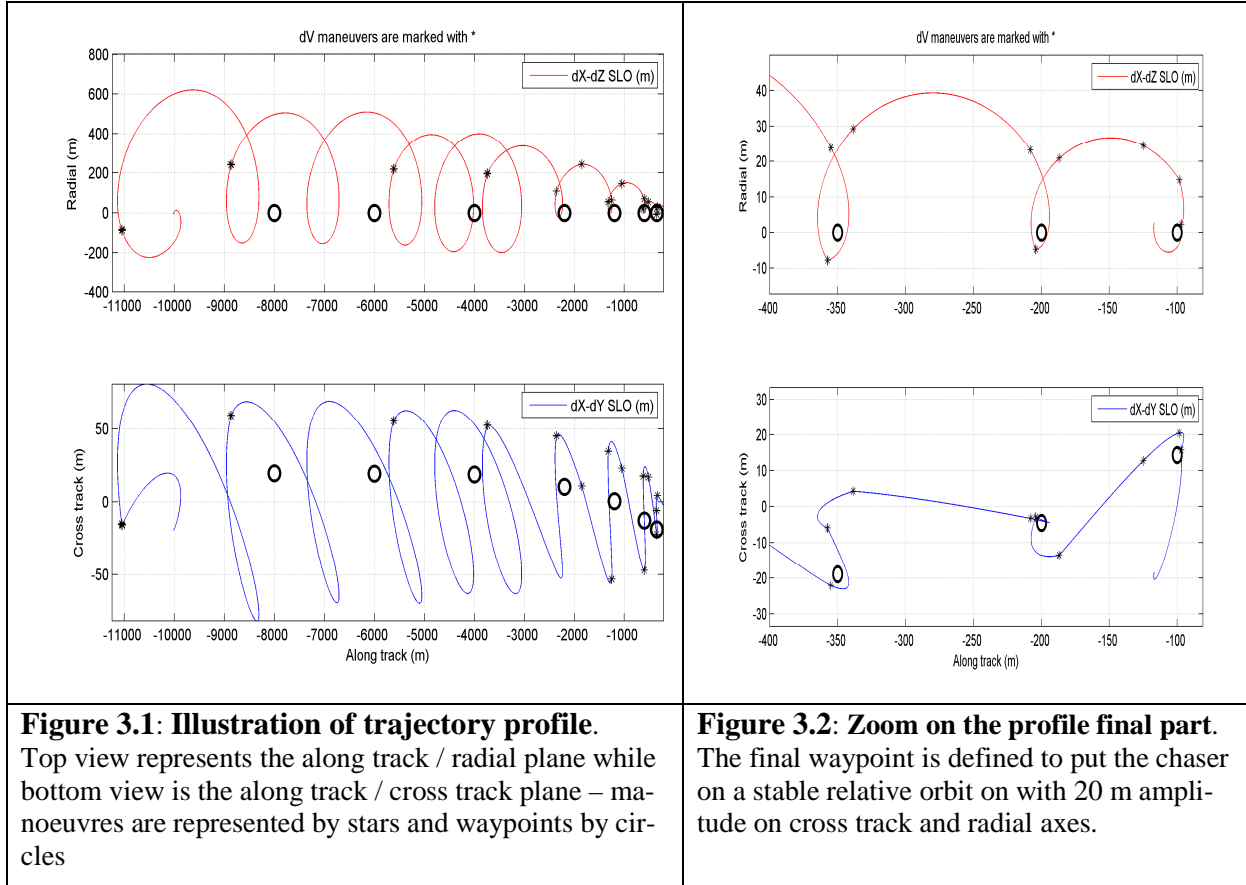 dV maneuvers are marked with *
dX-dZ SLO (m)
Radial (m)
800
600
400
200
0
-200
-400
-11000 -10000 -9000 -8000 -7000 -6000 -5000 -4000 -3000 -2000 -1000
dX-dY SLO (m)
Cross track (m)
50
0
-50
-11000 -10000 -9000 -8000 -7000 -6000 -5000 -4000 -3000 -2000 -1000
Along track (m)
dV maneuvers are marked with *
dX-dZ SLO (m)
Radial (m)
40
30
20
10
0
-10
-400 -350 -300 -250 -200 -150 -100
dX-dY SLO (m)
Cross track (m)
30
20
10
0
-10
-20
-30
-400 -350 -300 -250 -200 -150 -100
Along track (m)
Figure 3.1: Illustration of trajectory profile.
Top view represents the along track / radial plane while
bottom view is the along track / cross track plane – ma-
noeuvres are represented by stars and waypoints by cir-
cles
Figure 3.2: Zoom on the profile final part.
The final waypoint is defined to put the chaser
on a stable relative orbit on with 20 m ampli-
tude on cross track and radial axes.